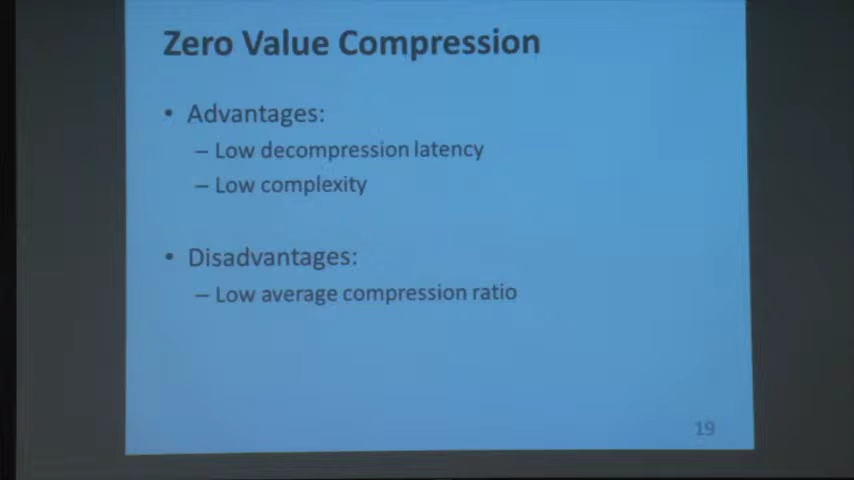 Zero Value Compression
• Advantages:
– Low decompression latency
– Low complexity
• Disadvantages:
– Low average compression ratio
19